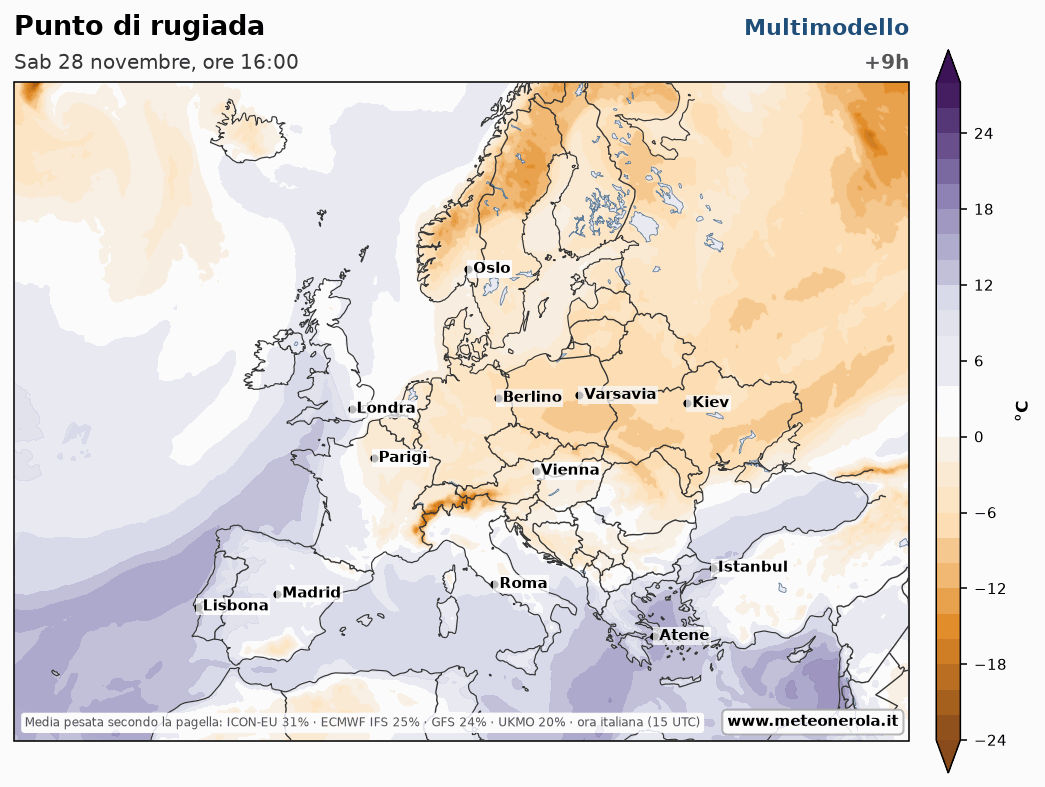 Punto di rugiada
Multimodello
Sab 28 novembre, ore 16:00
+9h
24
18
12
6
0
−6
−12
−18
−24
°C
Oslo
Berlino
Varsavia
Kiev
Londra
Parigi
Vienna
Istanbul
Roma
Madrid
Lisbona
Atene
Media pesata secondo la pagella: ICON-EU 31% · ECMWF IFS 25% · GFS 24% · UKMO 20% · ora italiana (15 UTC)
www.meteonerola.it